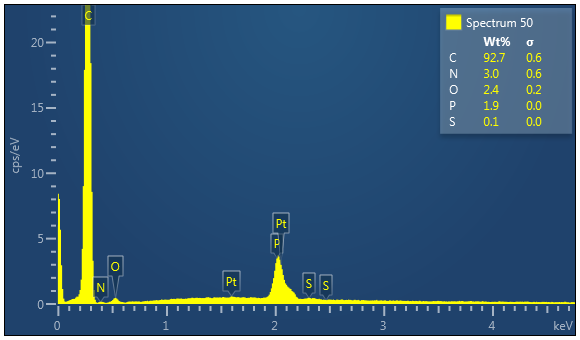 Spectrum 50
Wt% σ
C 92.7 0.6
N 3.0 0.6
O 2.4 0.2
P 1.9 0.0
S 0.1 0.0
cps/eV
20
15
10
5
0
C
N
O
Pt
P
Pt
S
S
0 1 2 3 4 keV